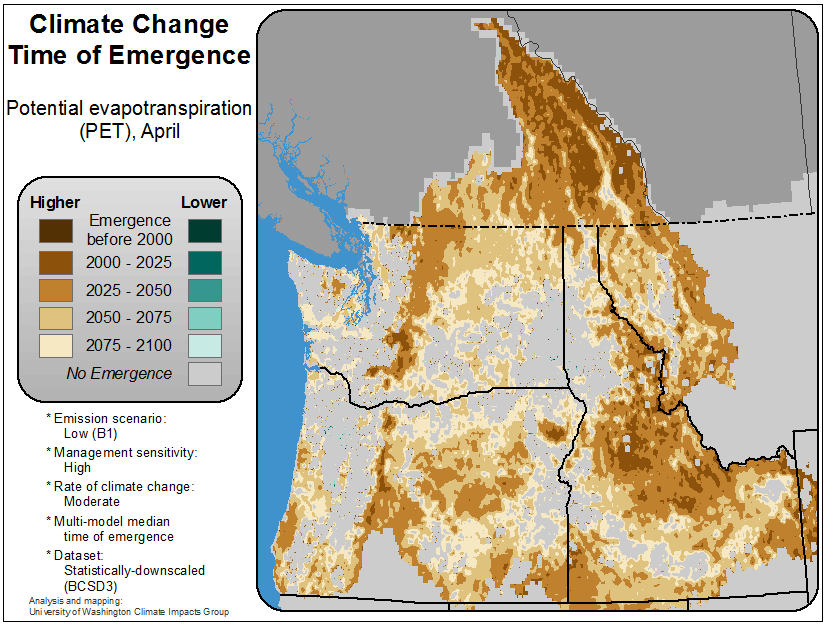 Climate Change
Time of Emergence
Potential evapotranspiration
(PET), April
Higher
Lower
Emergence
before 2000
2000 - 2025
2025 - 2050
2050 - 2075
2075 - 2100
No Emergence
* Emission scenario:
Low (B1)
* Management sensitivity:
High
* Rate of climate change:
Moderate
* Multi-model median
time of emergence
* Dataset:
Statistically-downscaled
(BCSD3)
Analysis and mapping:
University of Washington Climate Impacts Group